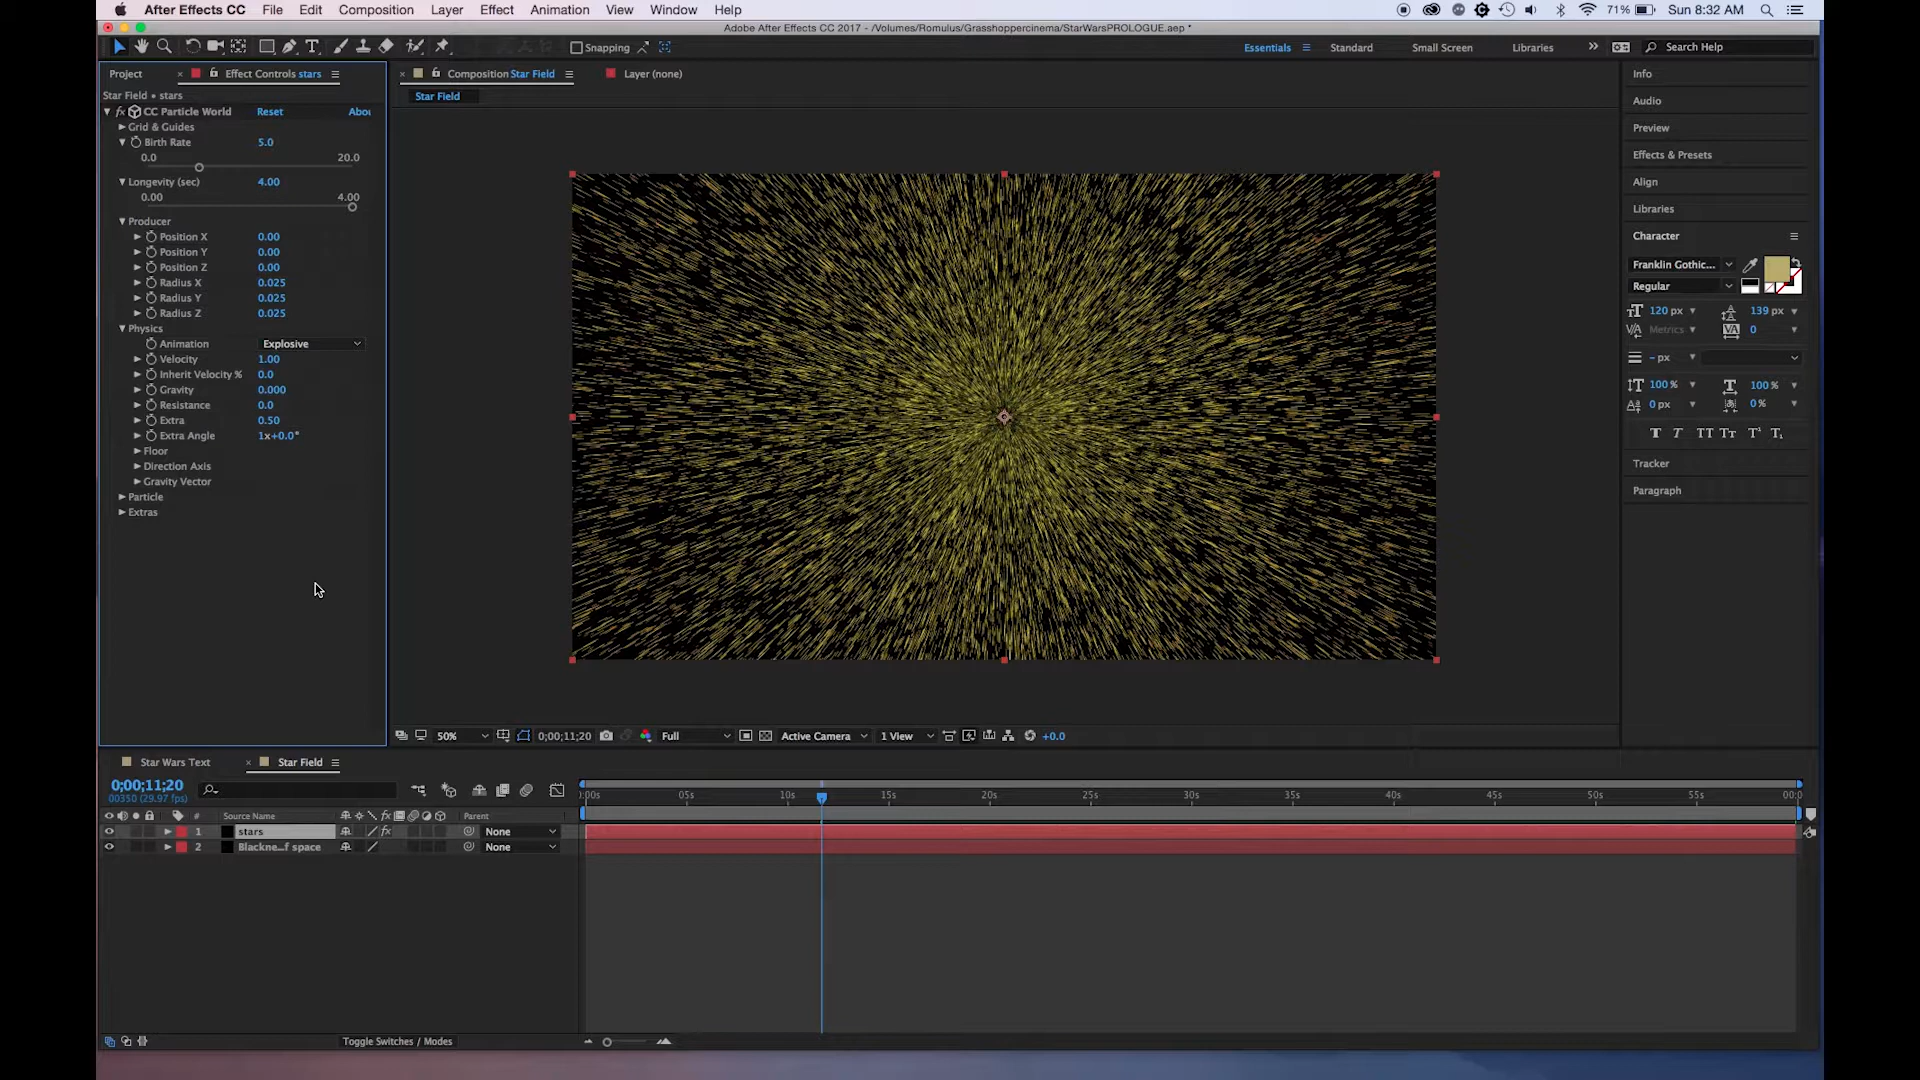 After Effects CC File Edit Composition Layer Effect Animation View Window Help 71% Sun 8:32 AM
Adobe After Effects CC 2017 - /Volumes/Romulus/Grasshoppercinema/StarWarsPROLOGUE.aep *
Snapping Essentials Standard Small Screen Libraries Search Help
Project Effect Controls stars Composition Star Field Layer (none)
Star Field • stars
Star Field
CC Particle World Reset Abou
Grid & Guides
Birth Rate 5.0
0.0 20.0
Longevity (sec) 4.00
0.00 4.00
Producer
Position X 0.00
Position Y 0.00
Position Z 0.00
Radius X 0.025
Radius Y 0.025
Radius Z 0.025
Physics
Animation Explosive
Velocity 1.00
Inherit Velocity % 0.0
Gravity 0.000
Resistance 0.0
Extra 0.50
Extra Angle 1x+0.0°
Floor
Direction Axis
Gravity Vector
Particle
Extras
Info
Audio
Preview
Effects & Presets
Align
Libraries
Character
Franklin Gothic...
Regular
120 px 139 px
Metrics 0
- px
100 % 100 %
0 px 0 %
Tracker
Paragraph
50% 0;00;11;20 Full Active Camera 1 View +0.0
Star Wars Text Star Field
0;00;11;20
00350 (29.97 fps)
:00s 05s 10s 15s 20s 25s 30s 35s 40s 45s 50s 55s 00:0
# Source Name Parent
1 stars None
2 Blackne...f space None
Toggle Switches / Modes